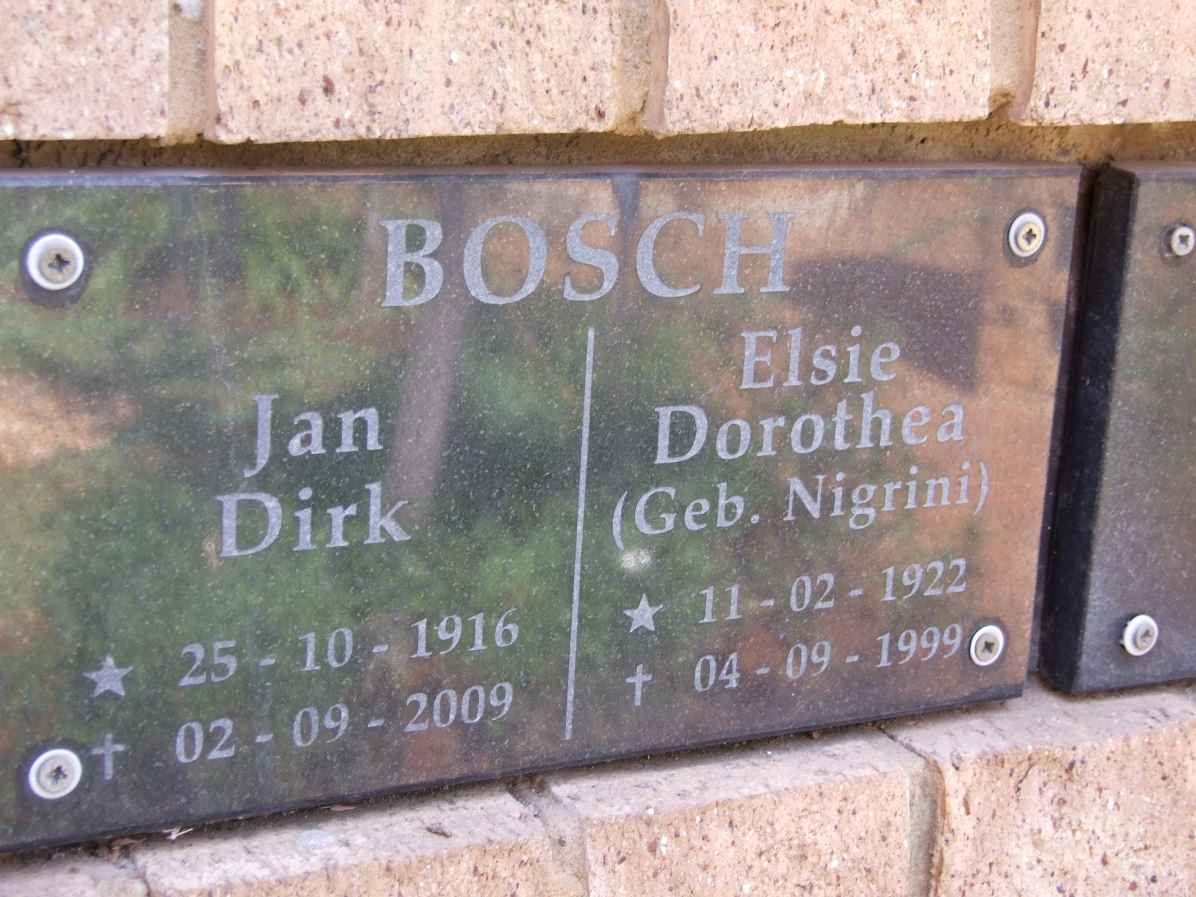 BOSCH
Jan
Dirk
★ 25 - 10 - 1916
✝ 02 - 09 - 2009
Elsie
Dorothea
(Geb. Nigrini)
★ 11 - 02 - 1922
✝ 04 - 09 - 1999